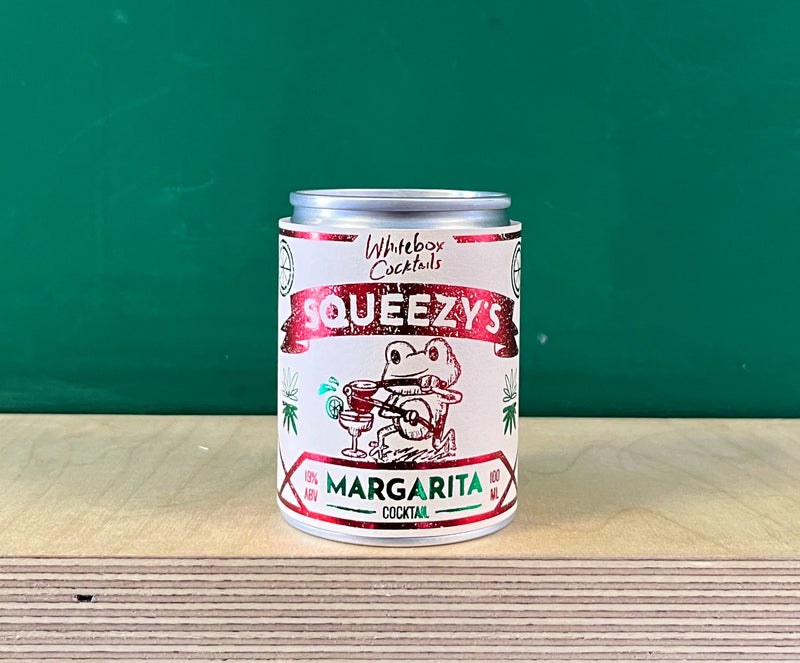 Whitebox
Cocktails
SQUEEZY'S
19% ABV
MARGARITA
100 ML
COCKTAIL